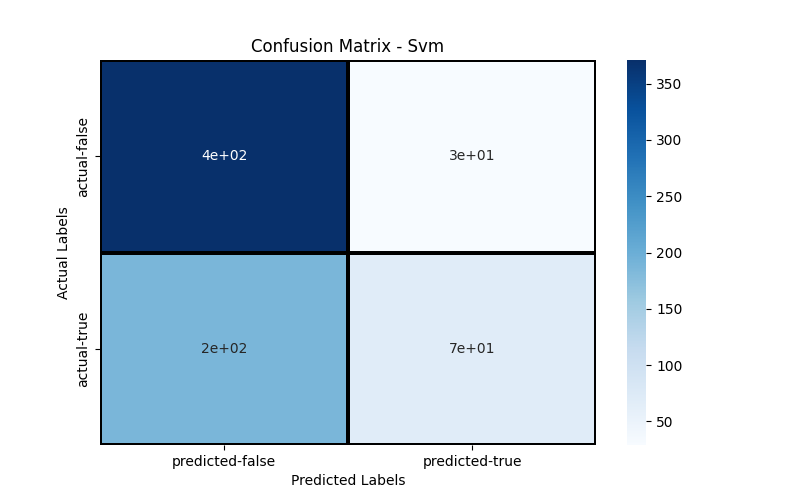 Confusion Matrix - Svm
actual-false
4e+02
3e+01
Actual Labels
actual-true
2e+02
7e+01
predicted-false
predicted-true
Predicted Labels
350
300
250
200
150
100
50